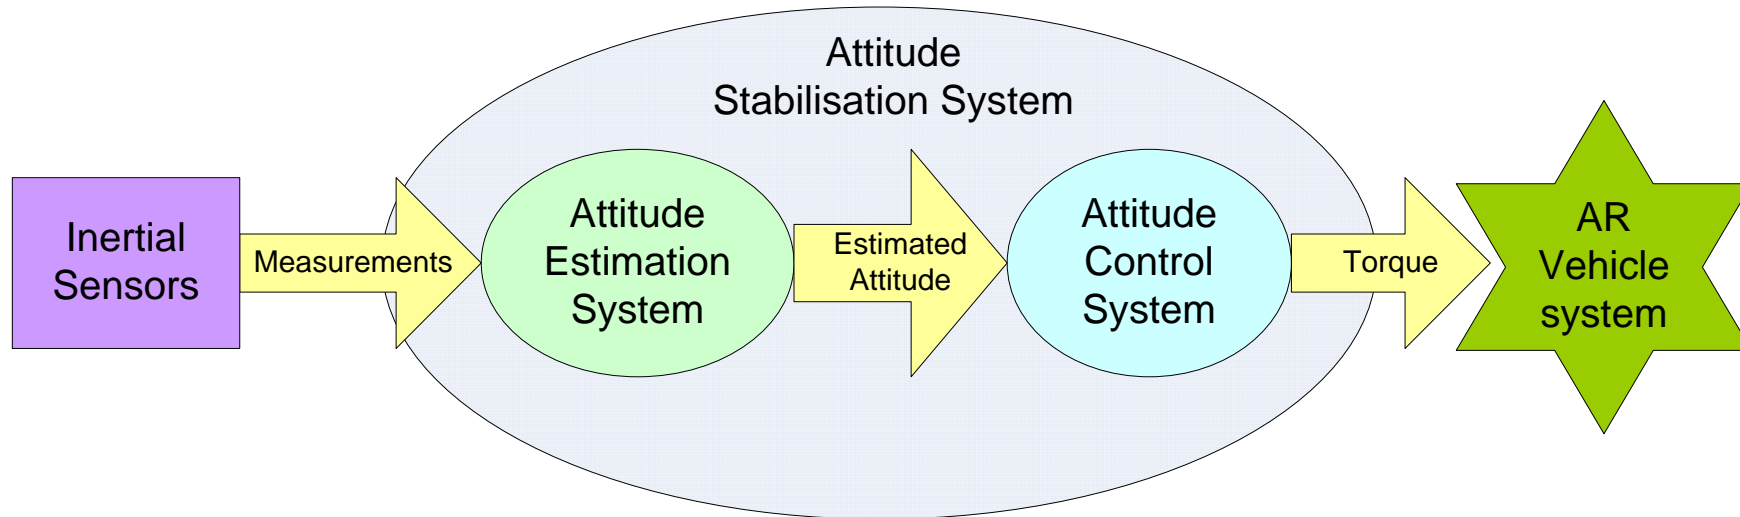 Attitude
Stabilisation System
Inertial
Sensors
Measurements
Attitude
Estimation
System
Estimated
Attitude
Attitude
Control
System
Torque
AR
Vehicle
system